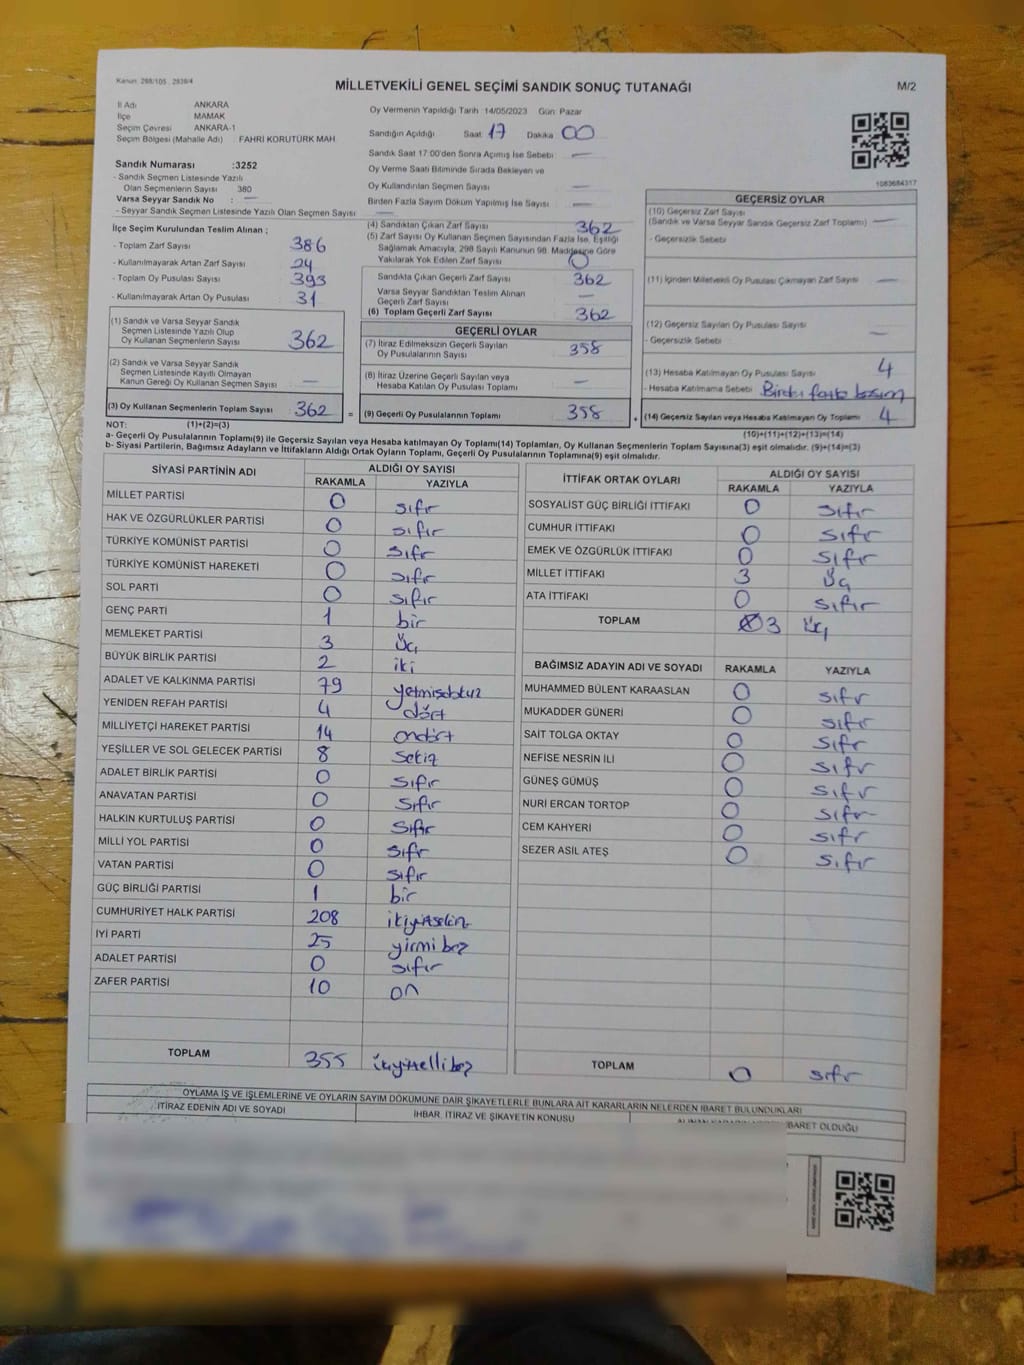 Kanun: 298/105 , 2839/4
MİLLETVEKİLİ GENEL SEÇİMİ SANDIK SONUÇ TUTANAĞI
M/2
İl Adı ANKARA
İlçe MAMAK
Seçim Çevresi ANKARA-1
Seçim Bölgesi (Mahalle Adı) : FAHRİ KORUTÜRK MAH.
Sandık Numarası :3252
- Sandık Seçmen Listesinde Yazılı
Olan Seçmenlerin Sayısı 380
Varsa Seyyar Sandık No : —
- Seyyar Sandık Seçmen Listesinde Yazılı Olan Seçmen Sayısı —
İlçe Seçim Kurulundan Teslim Alınan ;
- Toplam Zarf Sayısı 386
- Kullanılmayarak Artan Zarf Sayısı 24
- Toplam Oy Pusulası Sayısı 393
- Kullanılmayarak Artan Oy Pusulası 31
(1) Sandık ve Varsa Seyyar Sandık
Seçmen Listesinde Yazılı Olup
Oy Kullanan Seçmenlerin Sayısı 362
(2) Sandık ve Varsa Seyyar Sandık
Seçmen Listesinde Kayıtlı Olmayan
Kanun Gereği Oy Kullanan Seçmen Sayısı —
(3) Oy Kullanan Seçmenlerin Toplam Sayısı 362 =
Oy Vermenin Yapıldığı Tarih 14/05/2023 Gün: Pazar
Sandığın Açıldığı Saat 17 Dakika 00
Sandık Saat 17:00'den Sonra Açılmış İse Sebebi —
Oy Verme Saati Bitiminde Sırada Bekleyen ve
Oy Kullandırılan Seçmen Sayısı —
Birden Fazla Sayım Döküm Yapılmış İse Sayısı —
(4) Sandıktan Çıkan Zarf Sayısı 362
(5) Zarf Sayısı Oy Kullanan Seçmen Sayısından Fazla İse, Eşitliği
Sağlamak Amacıyla, 298 Sayılı Kanunun 98. Maddesine Göre
Yakılarak Yok Edilen Zarf Sayısı 0
Sandıkta Çıkan Geçerli Zarf Sayısı 362
Varsa Seyyar Sandıktan Teslim Alınan
Geçerli Zarf Sayısı —
(6) Toplam Geçerli Zarf Sayısı 362
GEÇERLİ OYLAR
(7) İtiraz Edilmeksizin Geçerli Sayılan
Oy Pusulalarının Sayısı 358
(8) İtiraz Üzerine Geçerli Sayılan veya
Hesaba Katılan Oy Pusulası Toplamı —
(9) Geçerli Oy Pusulalarının Toplamı 358 +
1083684317
GEÇERSİZ OYLAR
(10) Geçersiz Zarf Sayısı
(Sandık ve Varsa Seyyar Sandık Geçersiz Zarf Toplamı) —
- Geçersizlik Sebebi
(11) İçinden Milletvekili Oy Pusulası Çıkmayan Zarf Sayısı —
(12) Geçersiz Sayılan Oy Pusulası Sayısı —
- Geçersizlik Sebebi
(13) Hesaba Katılmayan Oy Pusulası Sayısı 4
- Hesaba Katılmama Sebebi Birden fazla basım
(14) Geçersiz Sayılan veya Hesaba Katılmayan Oy Toplamı 4
NOT: (1)+(2)=(3) (10)+(11)+(12)+(13)=(14)
a- Geçerli Oy Pusulalarının Toplamı(9) ile Geçersiz Sayılan veya Hesaba katılmayan Oy Toplamı(14) Toplamları, Oy Kullanan Seçmenlerin Toplam Sayısına(3) eşit olmalıdır. (9)+(14)=(3)
b- Siyasi Partilerin, Bağımsız Adayların ve İttifakların Aldığı Ortak Oyların Toplamı, Geçerli Oy Pusulalarının Toplamına(9) eşit olmalıdır.
SİYASİ PARTİNİN ADI ALDIĞI OY SAYISI
RAKAMLA YAZIYLA
MİLLET PARTİSİ 0 sıfır
HAK VE ÖZGÜRLÜKLER PARTİSİ 0 sıfır
TÜRKİYE KOMÜNİST PARTİSİ 0 sıfır
TÜRKİYE KOMÜNİST HAREKETİ 0 sıfır
SOL PARTİ 0 sıfır
GENÇ PARTİ 1 bir
MEMLEKET PARTİSİ 3 üç
BÜYÜK BİRLİK PARTİSİ 2 iki
ADALET VE KALKINMA PARTİSİ 79 yetmişdokuz
YENİDEN REFAH PARTİSİ 4 dört
MİLLİYETÇİ HAREKET PARTİSİ 14 ondört
YEŞİLLER VE SOL GELECEK PARTİSİ 8 sekiz
ADALET BİRLİK PARTİSİ 0 sıfır
ANAVATAN PARTİSİ 0 sıfır
HALKIN KURTULUŞ PARTİSİ 0 sıfır
MİLLİ YOL PARTİSİ 0 sıfır
VATAN PARTİSİ 0 sıfır
GÜÇ BİRLİĞİ PARTİSİ 1 bir
CUMHURİYET HALK PARTİSİ 208 ikiyüzsekiz
İYİ PARTİ 25 yirmi beş
ADALET PARTİSİ 0 sıfır
ZAFER PARTİSİ 10 on
TOPLAM 355 üçyüzellibeş
İTTİFAK ORTAK OYLARI ALDIĞI OY SAYISI
RAKAMLA YAZIYLA
SOSYALİST GÜÇ BİRLİĞİ İTTİFAKI 0 sıfır
CUMHUR İTTİFAKI 0 sıfır
EMEK VE ÖZGÜRLÜK İTTİFAKI 0 sıfır
MİLLET İTTİFAKI 3 üç
ATA İTTİFAKI 0 sıfır
TOPLAM 3 üç
BAĞIMSIZ ADAYIN ADI VE SOYADI RAKAMLA YAZIYLA
MUHAMMED BÜLENT KARAASLAN 0 sıfır
MUKADDER GÜNERİ 0 sıfır
SAİT TOLGA OKTAY 0 sıfır
NEFİSE NESRİN İLİ 0 sıfır
GÜNEŞ GÜMÜŞ 0 sıfır
NURİ ERCAN TORTOP 0 sıfır
CEM KAHYERİ 0 sıfır
SEZER ASIL ATEŞ 0 sıfır
TOPLAM 0 sıfır
OYLAMA İŞ VE İŞLEMLERİNE VE OYLARIN SAYIM DÖKÜMÜNE DAİR ŞİKAYETLERLE BUNLARA AİT KARARLARIN NELERDEN İBARET BULUNDUKLARI
İTİRAZ EDENİN ADI VE SOYADI İHBAR, İTİRAZ VE ŞİKAYETİN KONUSU İBARET OLDUĞU